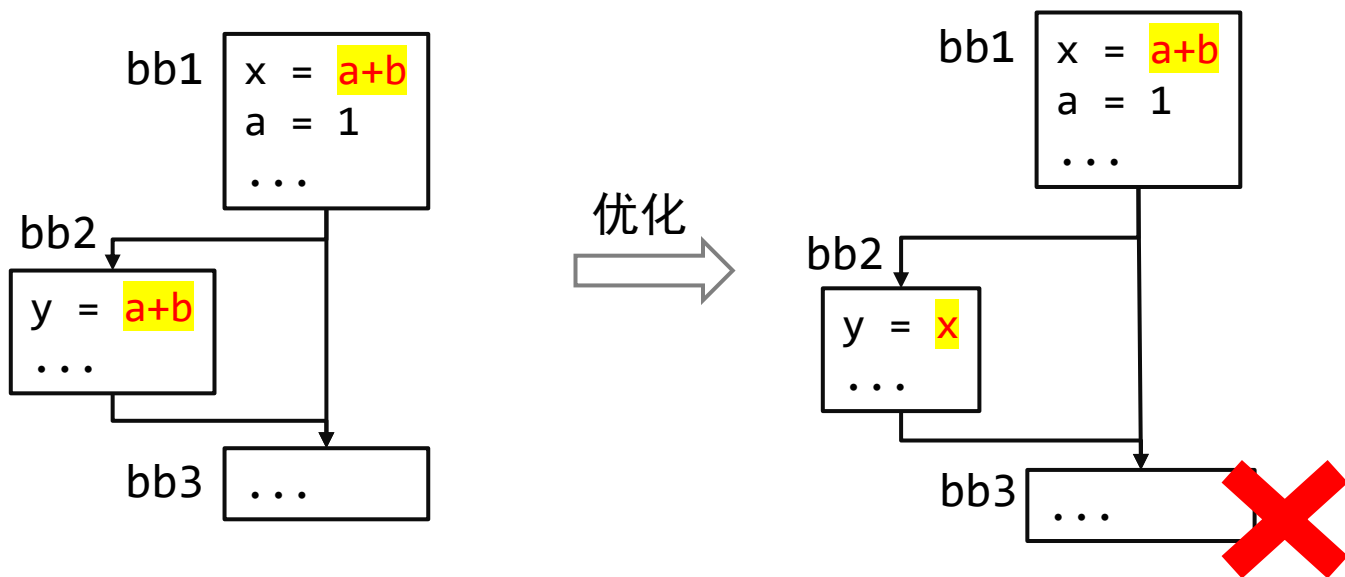 bb1
x = a+b
a = 1
...
bb2
y = a+b
...
bb3
...
优化
bb1
x = a+b
a = 1
...
bb2
y = x
...
bb3
...